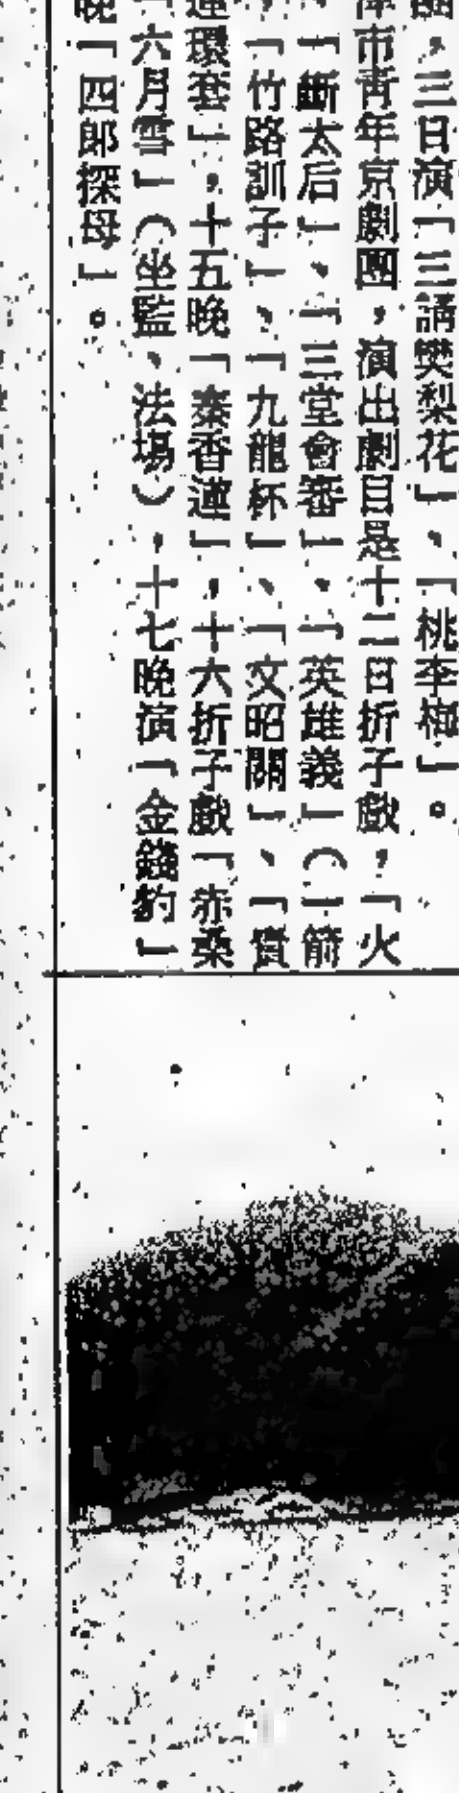 三日演「三請樊梨花」、「桃李梅」。
市青年京劇團，演出劇目是十二日折子戲，「火
「斷太后」、「三堂會審」、「英雄義」（一箭
「竹路訓子」、「九龍杯」、「文昭關」、「賣
環套」，十五晚「秦香蓮」，十六折子戲「赤桑
「六月雪」（坐監、法場），十七晚演「金錢豹」
晚「四郎探母」。